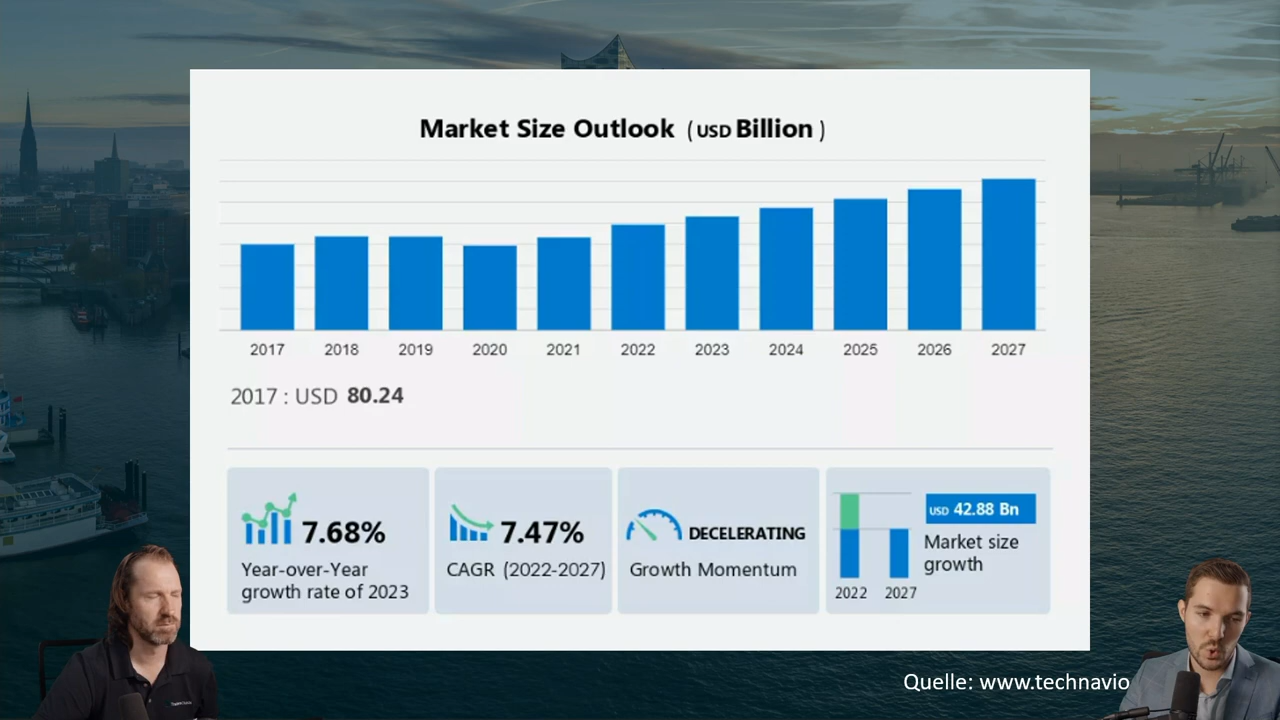 Market Size Outlook (USD Billion)
2017 2018 2019 2020 2021 2022 2023 2024 2025 2026 2027
2017 : USD 80.24
7.68%
Year-over-Year
growth rate of 2023
7.47%
CAGR (2022-2027)
DECELERATING
Growth Momentum
2022 2027
USD 42.88 Bn
Market size
growth
Quelle: www.technavio